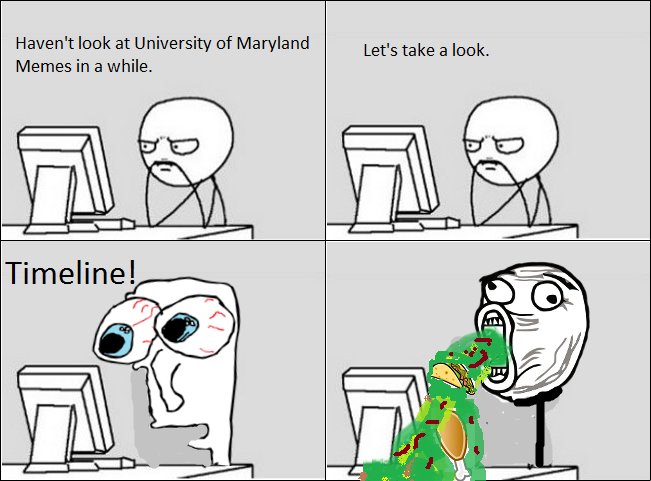 Haven't look at University of Maryland
Memes in a while.
Let's take a look.
Timeline!